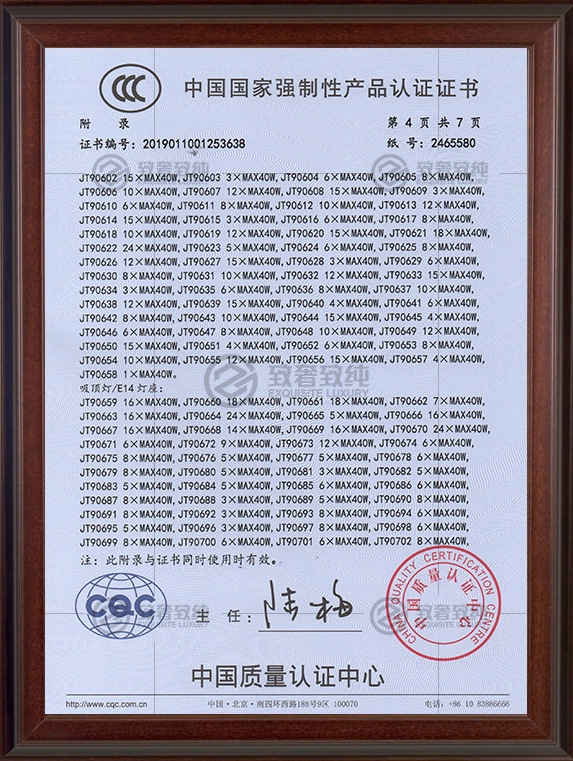 CCC
中国国家强制性产品认证证书
附 录 第 4 页 共 7 页
证书编号: 2019011001253638 纸 号: 2465580
JT90602 15×MAX40W, JT90603 3×MAX40W, JT90604 6×MAX40W, JT90605 8×MAX40W,
JT90606 10×MAX40W, JT90607 12×MAX40W, JT90608 15×MAX40W, JT90609 3×MAX40W,
JT90610 6×MAX40W, JT90611 8×MAX40W, JT90612 10×MAX40W, JT90613 12×MAX40W,
JT90614 15×MAX40W, JT90615 3×MAX40W, JT90616 6×MAX40W, JT90617 8×MAX40W,
JT90618 10×MAX40W, JT90619 12×MAX40W, JT90620 15×MAX40W, JT90621 18×MAX40W,
JT90622 24×MAX40W, JT90623 5×MAX40W, JT90624 6×MAX40W, JT90625 8×MAX40W,
JT90626 12×MAX40W, JT90627 15×MAX40W, JT90628 3×MAX40W, JT90629 6×MAX40W,
JT90630 8×MAX40W, JT90631 10×MAX40W, JT90632 12×MAX40W, JT90633 15×MAX40W,
JT90634 3×MAX40W, JT90635 6×MAX40W, JT90636 8×MAX40W, JT90637 10×MAX40W,
JT90638 12×MAX40W, JT90639 15×MAX40W, JT90640 4×MAX40W, JT90641 6×MAX40W,
JT90642 8×MAX40W, JT90643 10×MAX40W, JT90644 15×MAX40W, JT90645 4×MAX40W,
JT90646 6×MAX40W, JT90647 8×MAX40W, JT90648 10×MAX40W, JT90649 12×MAX40W,
JT90650 15×MAX40W, JT90651 4×MAX40W, JT90652 6×MAX40W, JT90653 8×MAX40W,
JT90654 10×MAX40W, JT90655 12×MAX40W, JT90656 15×MAX40W, JT90657 4×MAX40W,
JT90658 1×MAX40W。
吸顶灯/E14灯座:
JT90659 16×MAX40W, JT90660 18×MAX40W, JT90661 18×MAX40W, JT90662 7×MAX40W,
JT90663 16×MAX40W, JT90664 24×MAX40W, JT90665 5×MAX40W, JT90666 16×MAX40W,
JT90667 16×MAX40W, JT90668 14×MAX40W, JT90669 16×MAX40W, JT90670 24×MAX40W,
JT90671 6×MAX40W, JT90672 9×MAX40W, JT90673 12×MAX40W, JT90674 6×MAX40W,
JT90675 8×MAX40W, JT90676 5×MAX40W, JT90677 5×MAX40W, JT90678 6×MAX40W,
JT90679 8×MAX40W, JT90680 5×MAX40W, JT90681 3×MAX40W, JT90682 5×MAX40W,
JT90683 5×MAX40W, JT90684 5×MAX40W, JT90685 6×MAX40W, JT90686 6×MAX40W,
JT90687 8×MAX40W, JT90688 3×MAX40W, JT90689 5×MAX40W, JT90690 8×MAX40W,
JT90691 8×MAX40W, JT90692 3×MAX40W, JT90693 6×MAX40W, JT90694 6×MAX40W,
JT90695 5×MAX40W, JT90696 3×MAX40W, JT90697 8×MAX40W, JT90698 6×MAX40W,
JT90699 8×MAX40W, JT90700 6×MAX40W, JT90701 6×MAX40W, JT90702 8×MAX40W,
致奢致纯
EXQUISITE LUXURY
注: 此附录与证书同时使用时有效。
CQC
主 任: 陆梅
CHINA QUALITY CERTIFICATION CENTRE
中国质量认证中心
中国质量认证中心
http://www.cqc.com.cn 中国·北京·南四环西路188号9区 100070 电话: +86 10 83886666